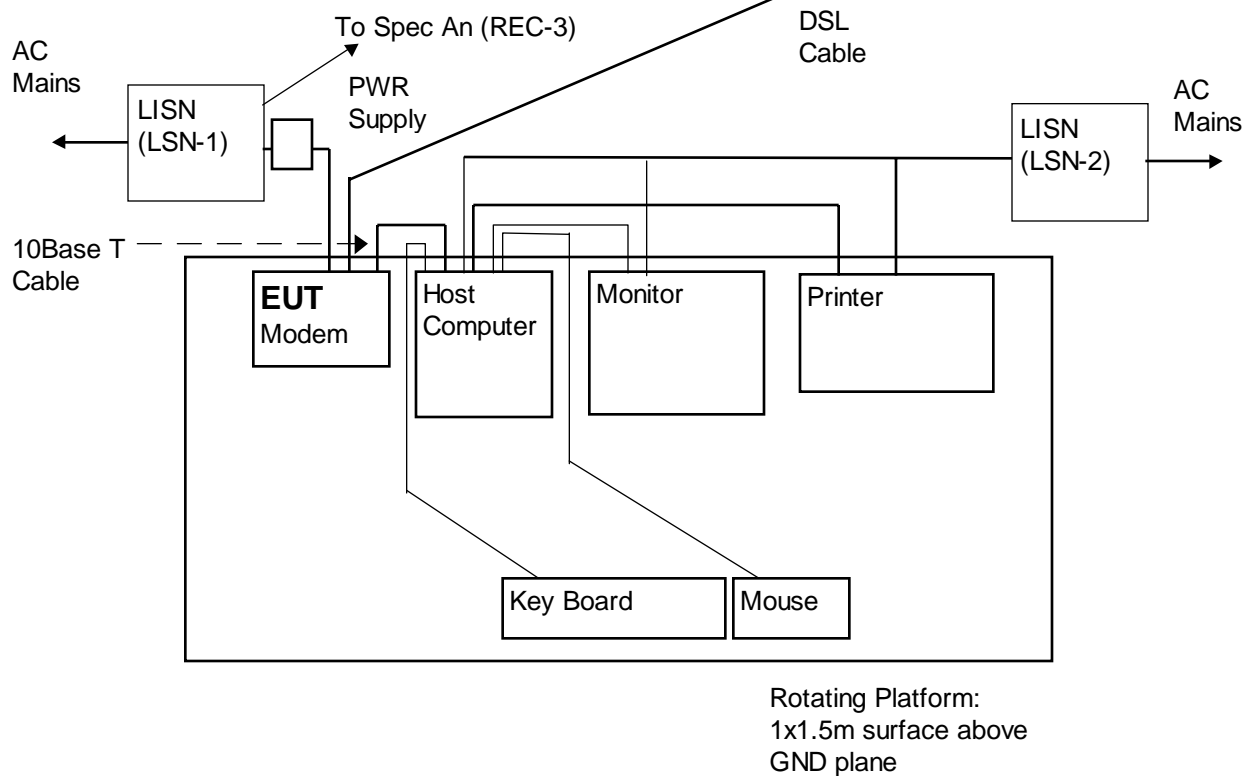 To Spec An (REC-3)
DSL
Cable
AC
Mains
PWR
Supply
LISN
(LSN-1)
AC
Mains
LISN
(LSN-2)
10Base T
Cable
EUT
Modem
Host
Computer
Monitor
Printer
Key Board
Mouse
Rotating Platform:
1x1.5m surface above
GND plane